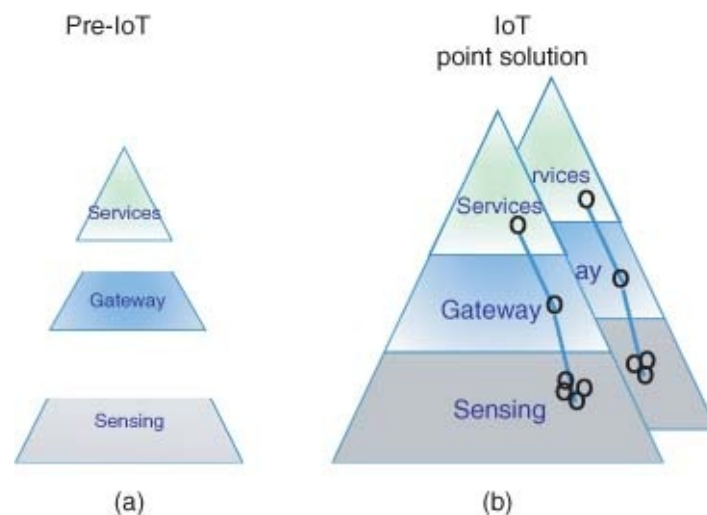 Pre-IoT
IoT
point solution
Services
Gateway
Sensing
(a)
rvices
Services
ay
Gateway
Sensing
(b)